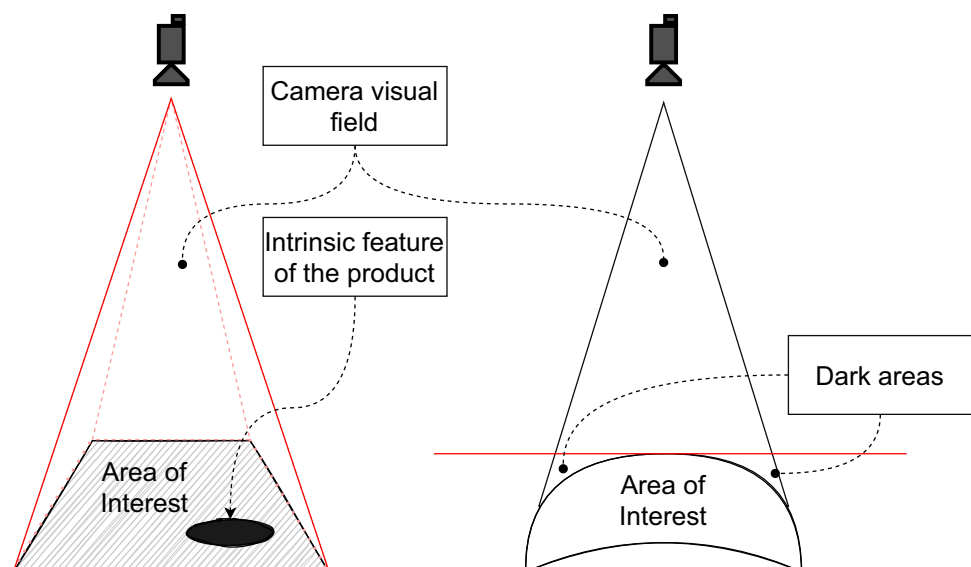 Camera visual
field
Intrinsic feature
of the product
Dark areas
Area of
Interest
Area of
Interest